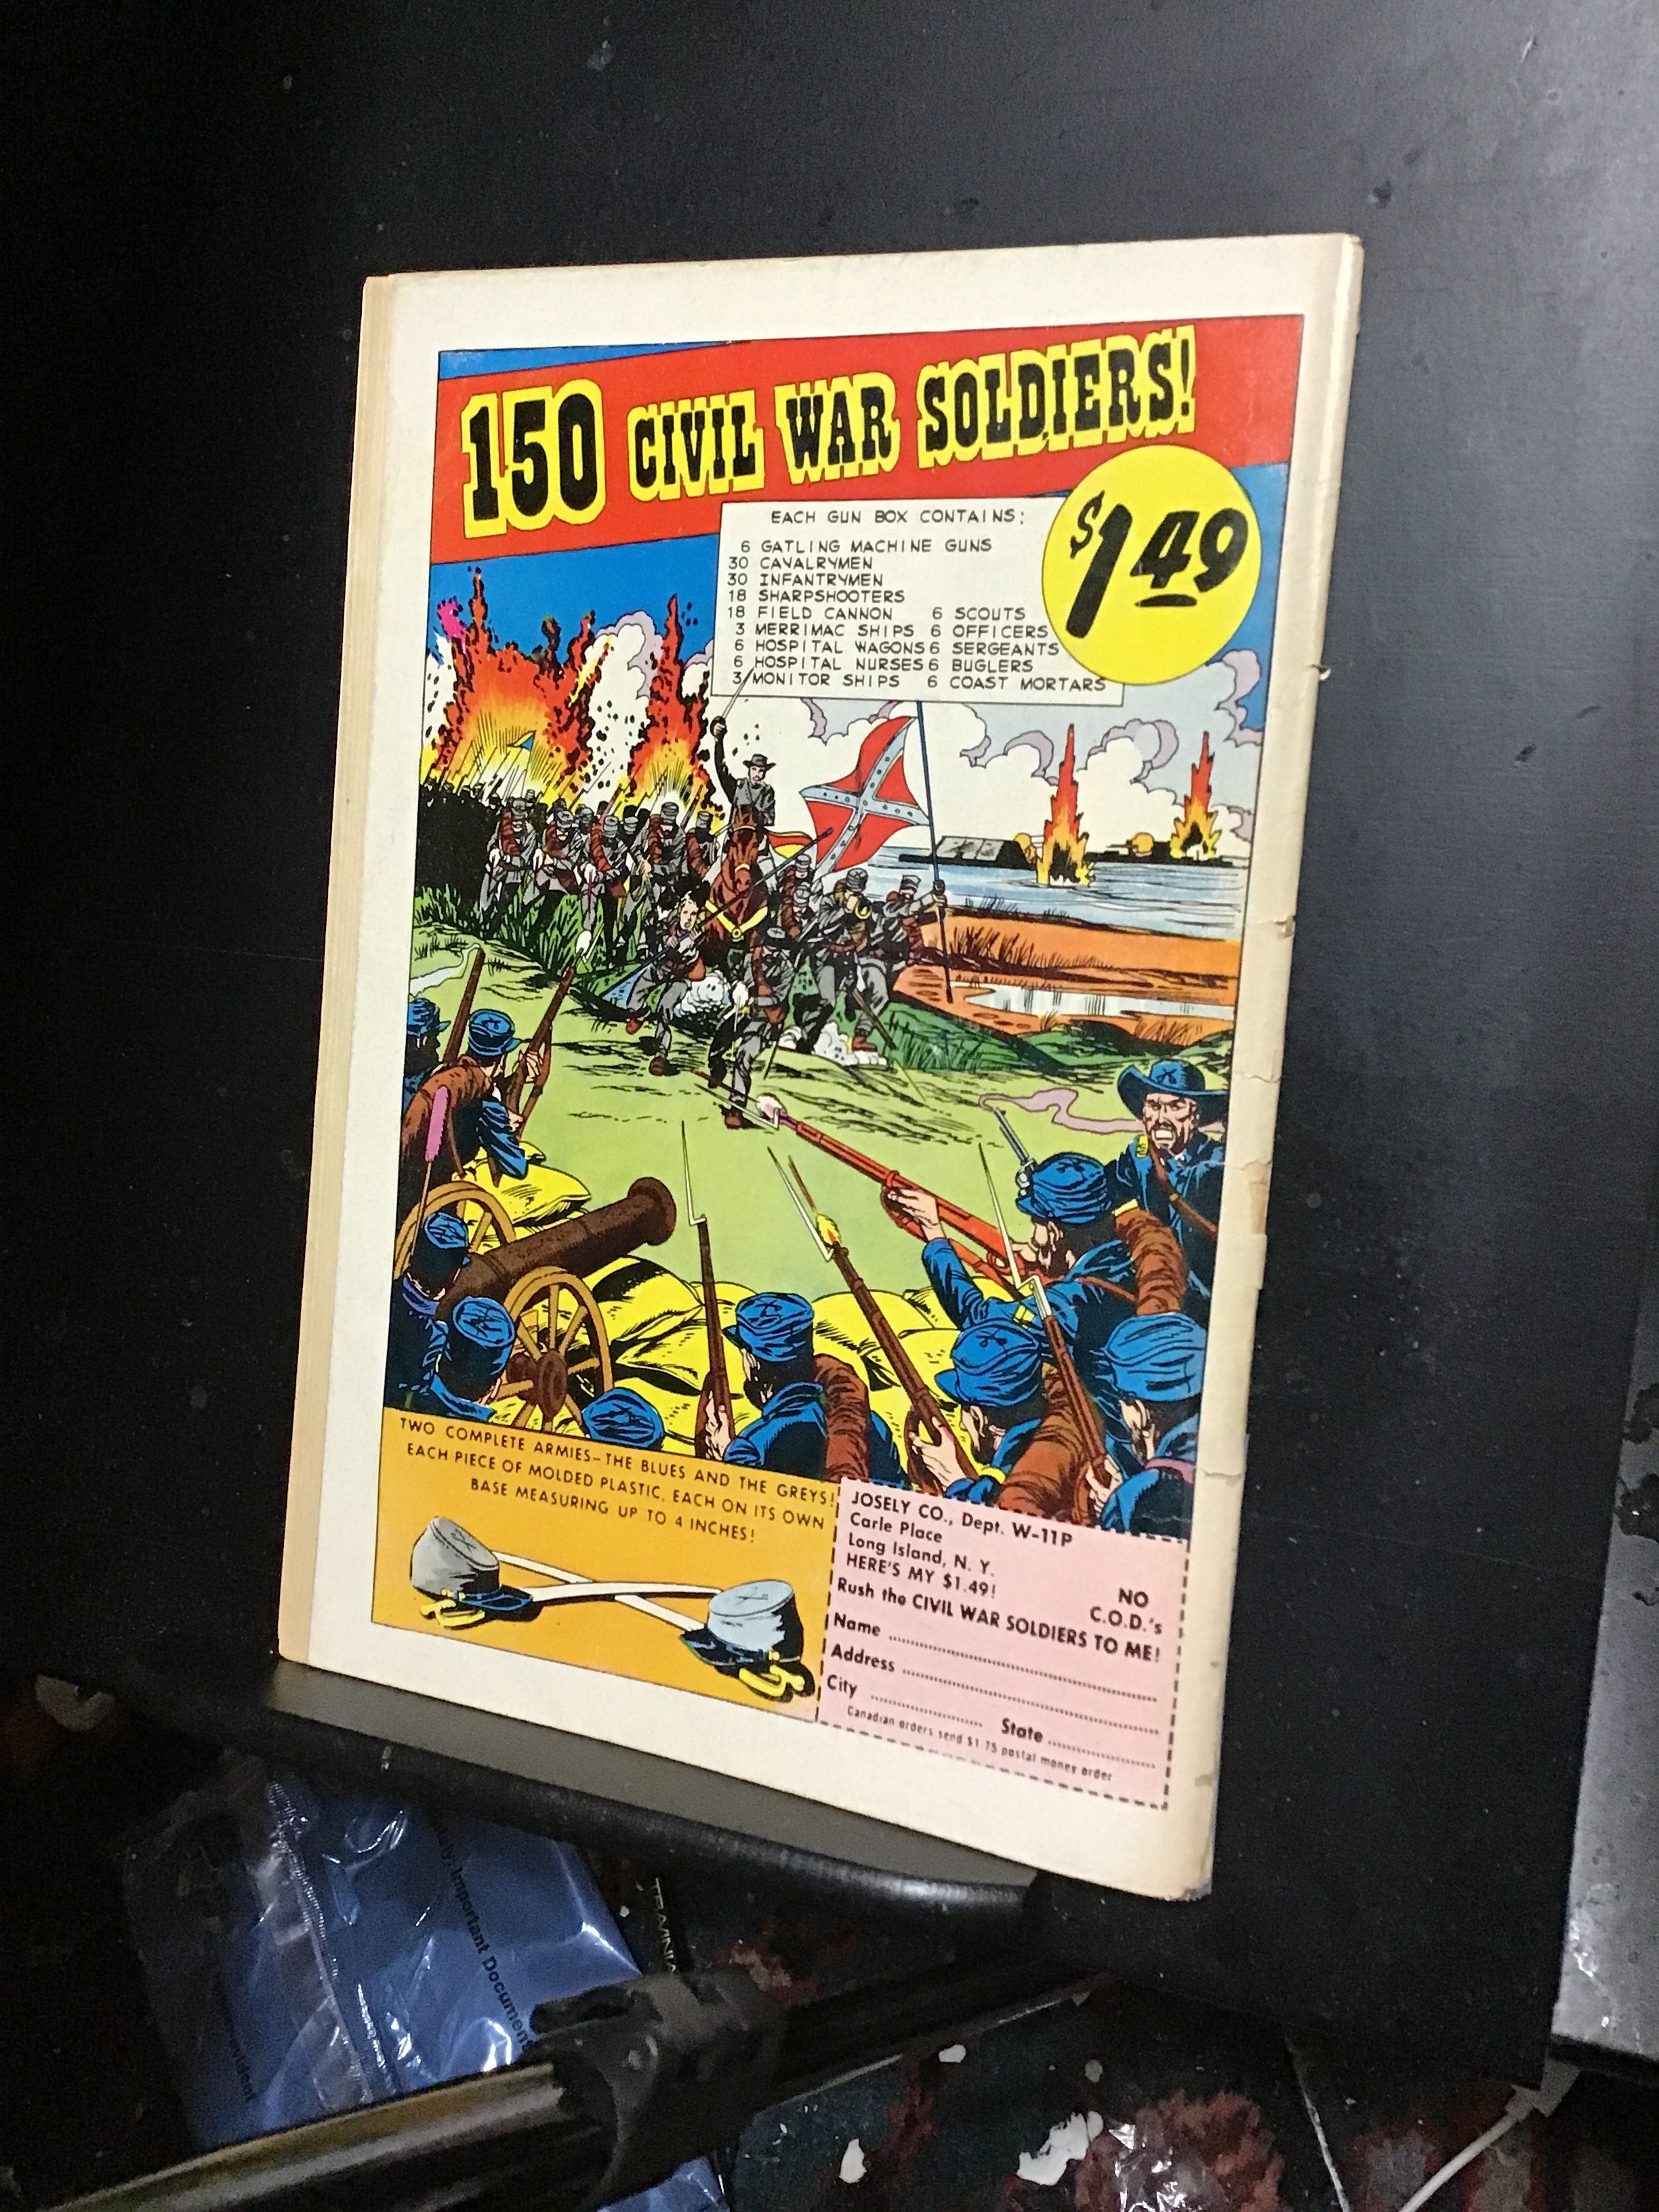 150 CIVIL WAR SOLDIERS!
$1.49
EACH GUN BOX CONTAINS:
6 GATLING MACHINE GUNS
30 CAVALRYMEN
30 INFANTRYMEN
18 SHARPSHOOTERS
18 FIELD CANNON 6 SCOUTS
3 MERRIMAC SHIPS 6 OFFICERS
6 HOSPITAL WAGONS 6 SERGEANTS
6 HOSPITAL NURSES 6 BUGLERS
3 MONITOR SHIPS 6 COAST MORTARS
TWO COMPLETE ARMIES—THE BLUES AND THE GREYS!
EACH PIECE OF MOLDED PLASTIC, EACH ON ITS OWN
BASE MEASURING UP TO 4 INCHES!
JOSELY CO., Dept. W-11P
Carle Place
Long Island, N. Y.
HERE'S MY $1.49!
NO
C.O.D.'s
Rush the CIVIL WAR SOLDIERS TO ME!
Name
Address
City State
Canadian orders send $1.75 postal money order
Important Document